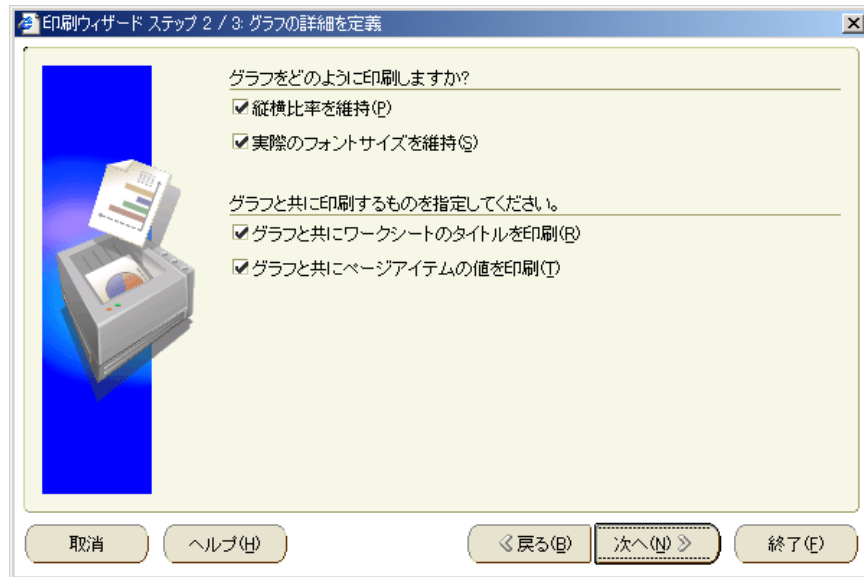 印刷ウィザード ステップ 2 / 3: グラフの詳細を定義
グラフをどのように印刷しますか?
縦横比率を維持(P)
実際のフォントサイズを維持(S)
グラフと共に印刷するものを指定してください。
グラフと共にワークシートのタイトルを印刷(R)
グラフと共にページアイテムの値を印刷(T)
取消 ヘルプ(H) 戻る(B) 次へ(N) 終了(F)